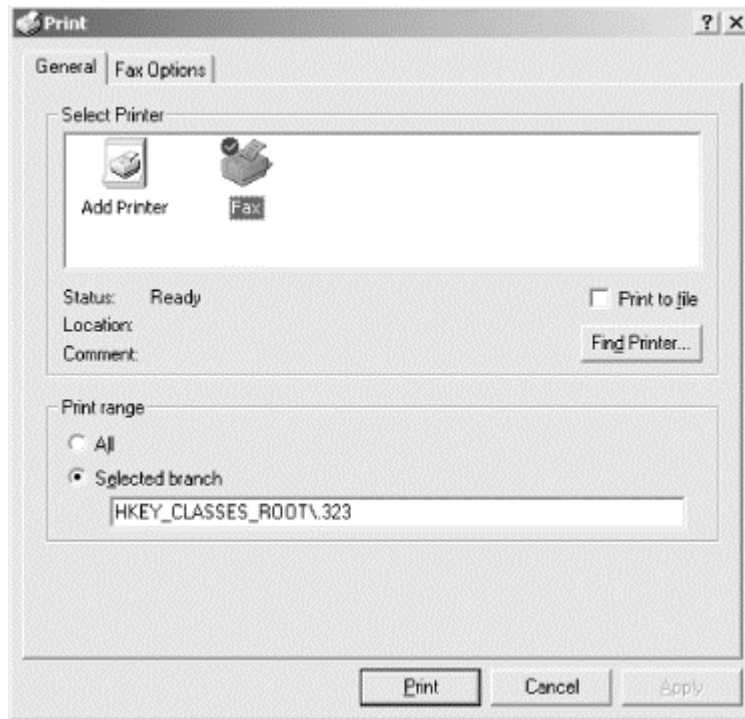 Print
General Fax Options
Select Printer
Add Printer Fax
Status: Ready
Print to file
Location:
Find Printer...
Comment:
Print range
All
Selected branch
HKEY_CLASSES_ROOT\.323
Print Cancel Apply